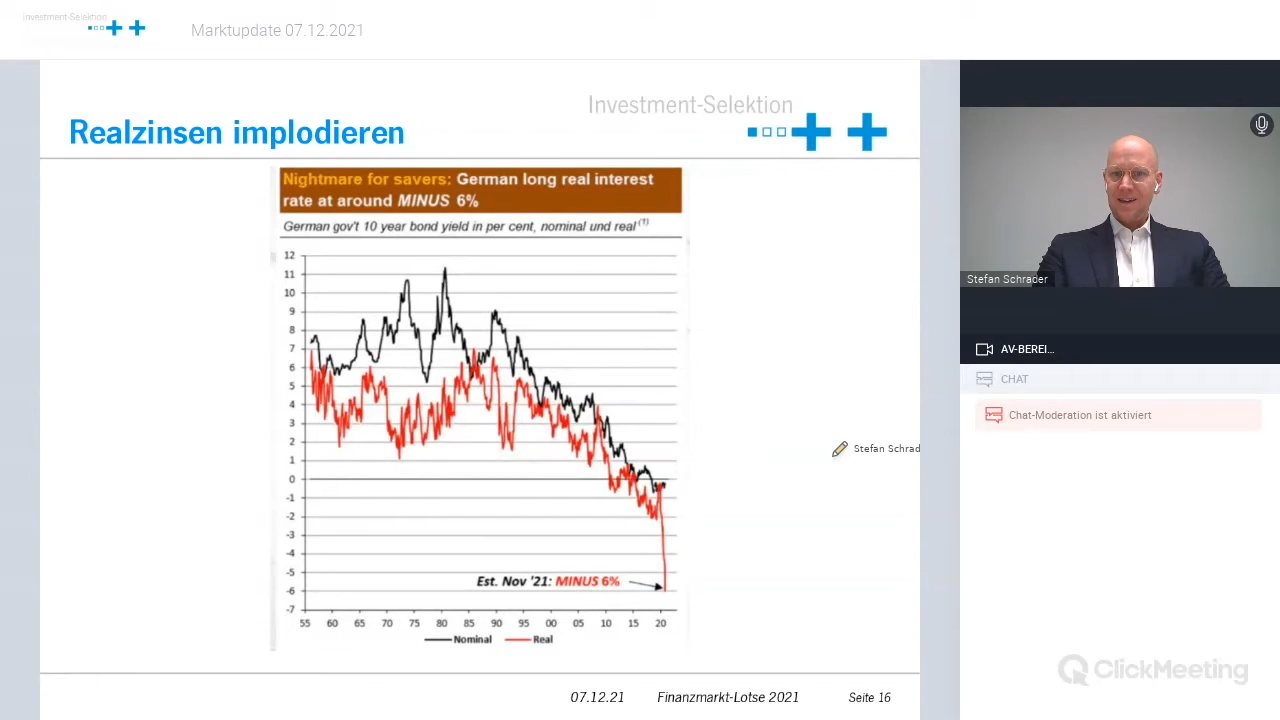 Investment-Selektion
Marktupdate 07.12.2021
Investment-Selektion
Realzinsen implodieren
Nightmare for savers: German long real interest
rate at around MINUS 6%
German gov't 10 year bond yield in per cent, nominal und real (1)
12
11
10
9
8
7
6
5
4
3
2
1
0
-1
-2
-3
-4
-5
-6
-7
Est. Nov '21: MINUS 6%
55 60 65 70 75 80 85 90 95 00 05 10 15 20
Nominal Real
Stefan Schrad
07.12.21 Finanzmarkt-Lotse 2021 Seite 16
Stefan Schrader
AV-BEREI...
CHAT
Chat-Moderation ist aktiviert
ClickMeeting